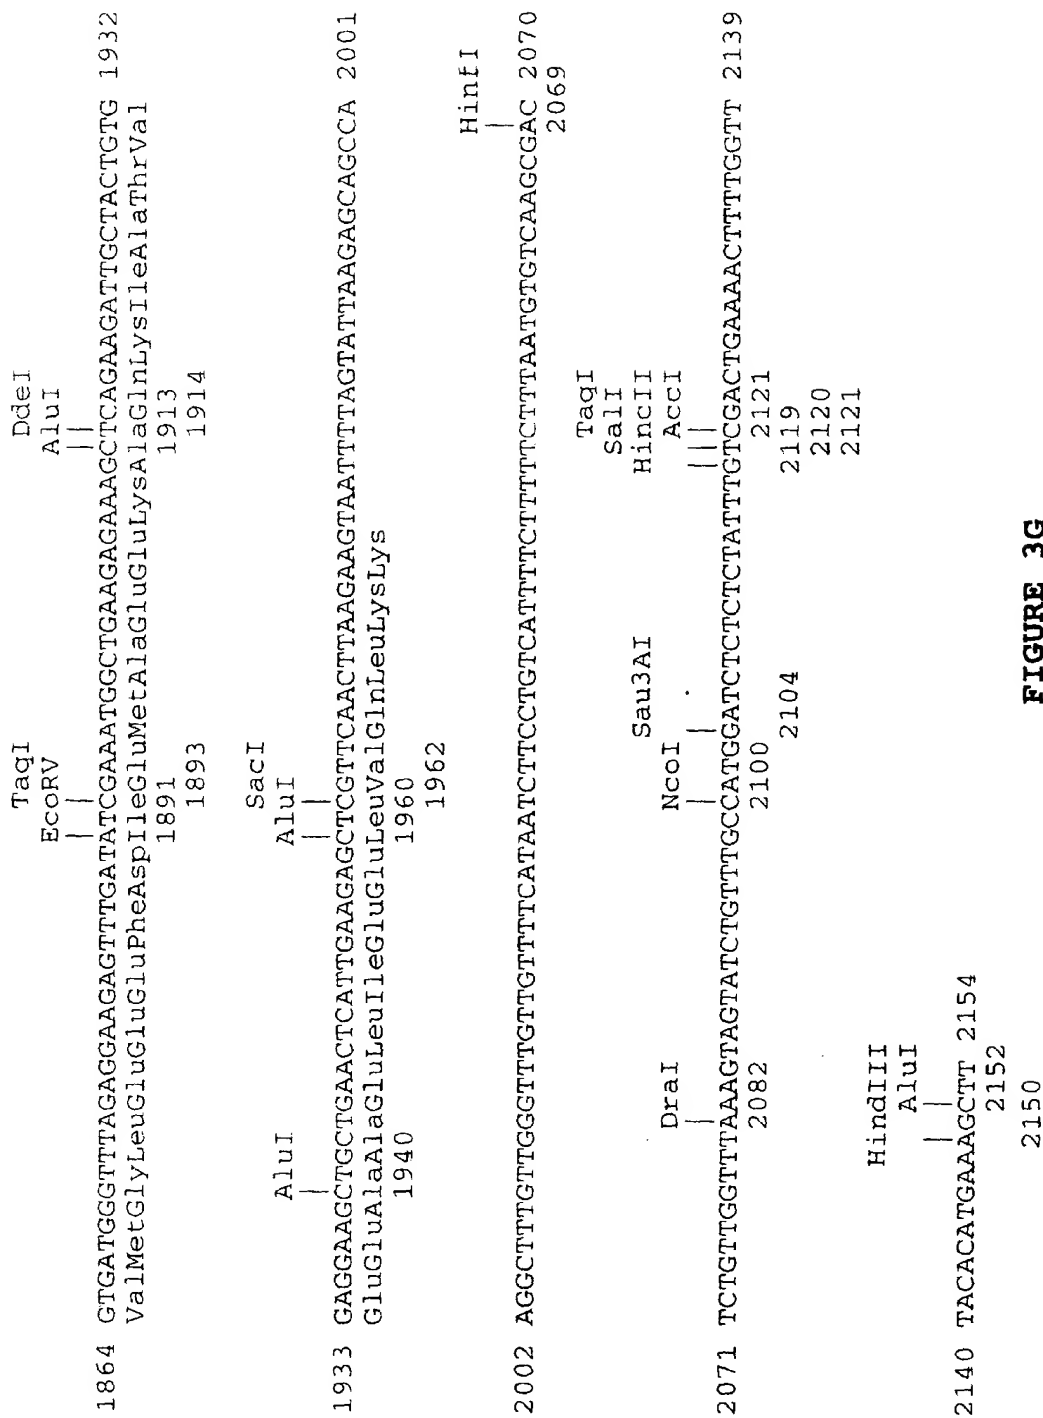 TaqI
EcoRV
DdeI
AluI
1864 GTGATGGGTTTAGAGGAAGAGTTTGATATCGAAATGGCTGAAGAGAAAGCTCAGAAGATTGCTACTGTG 1932
ValMetGlyLeuGluGluGluPheAspIleGluMetAlaGluGluLysAlaGlnLysIleAlaThrVal
1891 1913
1893 1914
SacI
AluI AluI
1933 GAGGAAGCTGCTGAACTCATTGAAGAGCTCGTTCAACTTAAGAAGTAATTTTAGTATTAAGAGCAGCCA 2001
GluGluAlaAlaGluLeuIleGluGluLeuValGlnLeuLysLys
1940 1960
1962
HinfI
2002 AGGCTTTGTTGGGTTTGTTGTTTTCATAATCTTCCTGTCATTTTCTTTTTCTTTAATGTGTCAAGCGAC 2070
2069
TaqI
SalI
Sau3AI HincII
DraI NcoI AccI
2071 TCTGTTGGTTTAAAGTAGTATCTGTTTGCCATGGATCTCTCTCTATTTGTCGACTGAAAACTTTTGGTT 2139
2082 2100 2121
2104 2119
2120
2121
HindIII
AluI
2140 TACACATGAAAGCTT 2154
2152
2150
FIGURE 3G